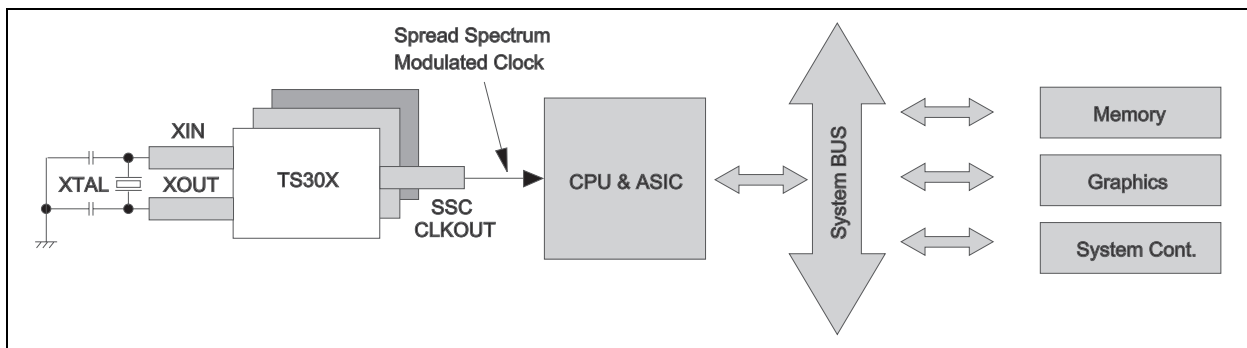 Spread Spectrum
Modulated Clock
XIN
XTAL
XOUT
TS30X
SSC
CLKOUT
CPU & ASIC
System BUS
Memory
Graphics
System Cont.